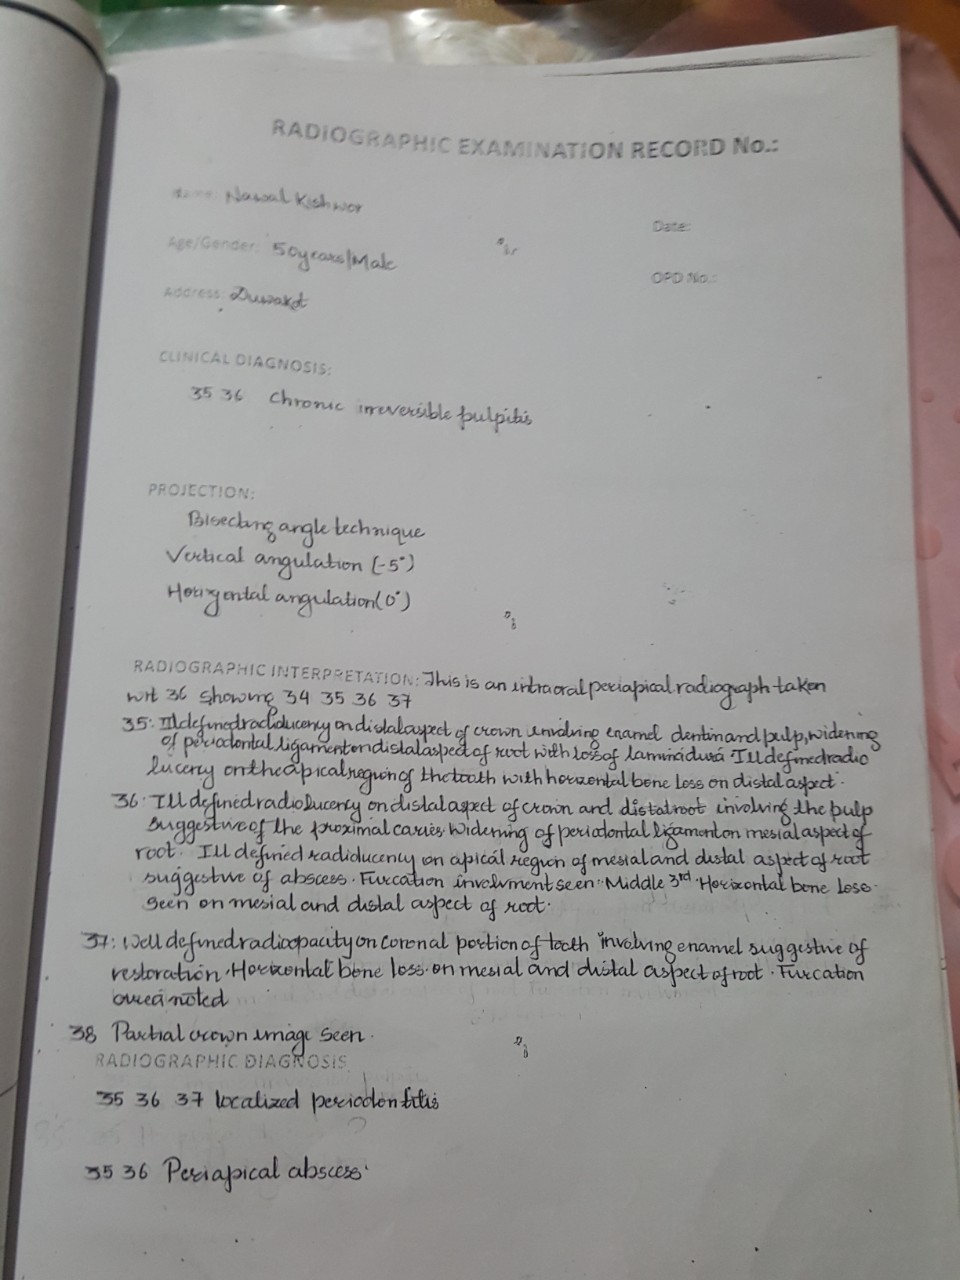 RADIOGRAPHIC EXAMINATION RECORD No.:
Name: Nawal Kishwor
Date:
Age/Gender: 50years/Male
OPD No.:
Address: Duwakot
CLINICAL DIAGNOSIS:
35 36 Chronic irreversible pulpitis
PROJECTION:
Bisecting angle technique
Vertical angulation (-5°)
Horizontal angulation (0°)
RADIOGRAPHIC INTERPRETATION: This is an intraoral periapical radiograph taken
wrt 36 showing 34 35 36 37
35: Ill defined radiolucency on distal aspect of crown involving enamel dentin and pulp, widening
of periodontal ligament on distal aspect of root with loss of lamina dura Ill defined radio
lucency on the apical region of the tooth with horizontal bone loss on distal aspect.
36: Ill defined radiolucency on distal aspect of crown and distal root involving the pulp
suggestive of the proximal caries. Widening of periodontal ligament on mesial aspect of
root. Ill defined radiolucency on apical region of mesial and distal aspect of root
suggestive of abscess. Furcation involvment seen. Middle 3rd Horizontal bone loss
seen on mesial and distal aspect of root.
37: Well defined radioopacity on coronal portion of tooth involving enamel suggestive of
restoration. Horizontal bone loss on mesial and distal aspect of root. Furcation
area noted
38 Partial crown image seen.
RADIOGRAPHIC DIAGNOSIS
35 36 37 localized periodontitis
35 36 Periapical abscess